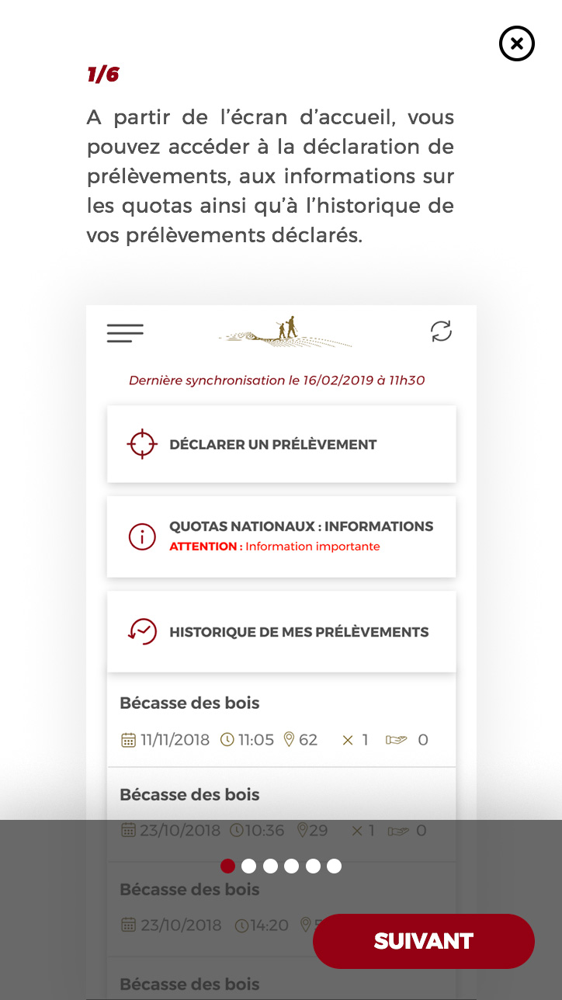 1/6
A partir de l’écran d’accueil, vous
pouvez accéder à la déclaration de
prélèvements, aux informations sur
les quotas ainsi qu’à l’historique de
vos prélèvements déclarés.
Dernière synchronisation le 16/02/2019 à 11h30
DÉCLARER UN PRÉLÈVEMENT
QUOTAS NATIONAUX : INFORMATIONS
ATTENTION : Information importante
HISTORIQUE DE MES PRÉLÈVEMENTS
Bécasse des bois
11/11/2018 11:05 62 1 0
Bécasse des bois
23/10/2018 10:36 29 1 0
Bécasse des bois
23/10/2018 14:20
SUIVANT
Bécasse des bois